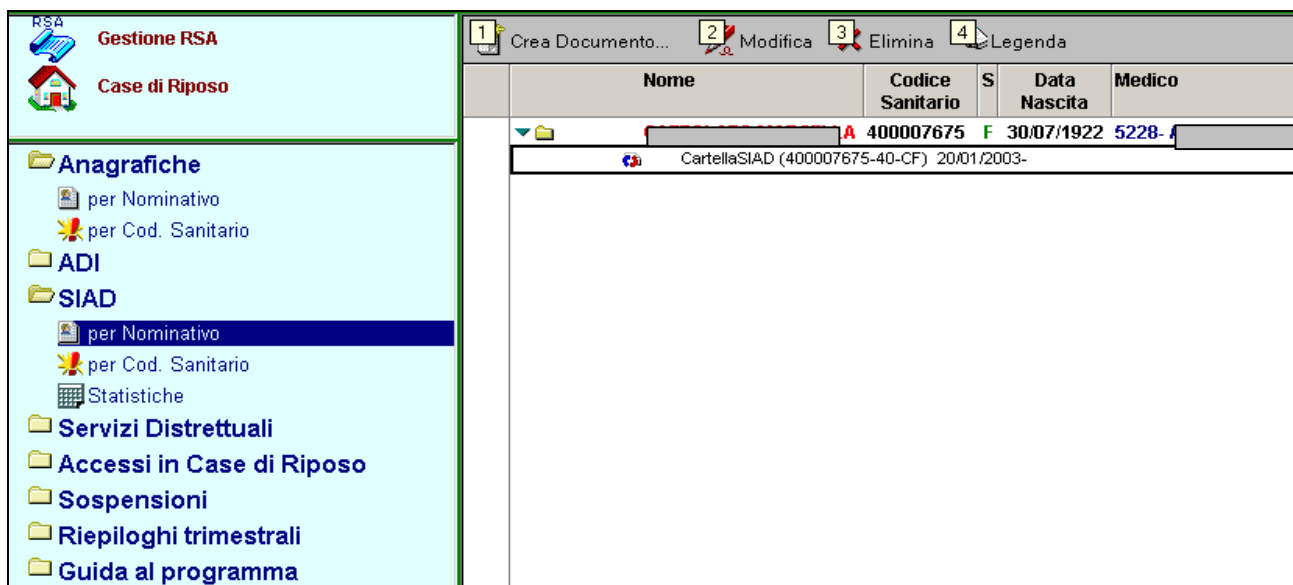 RSA
Gestione RSA
Case di Riposo
Anagrafiche
per Nominativo
per Cod. Sanitario
ADI
SIAD
per Nominativo
per Cod. Sanitario
Statistiche
Servizi Distrettuali
Accessi in Case di Riposo
Sospensioni
Riepiloghi trimestrali
Guida al programma
1 Crea Documento... 2 Modifica 3 Elimina 4 Legenda
Nome Codice Sanitario S Data Nascita Medico
A 400007675 F 30/07/1922 5228-
CartellaSIAD (400007675-40-CF) 20/01/2003-